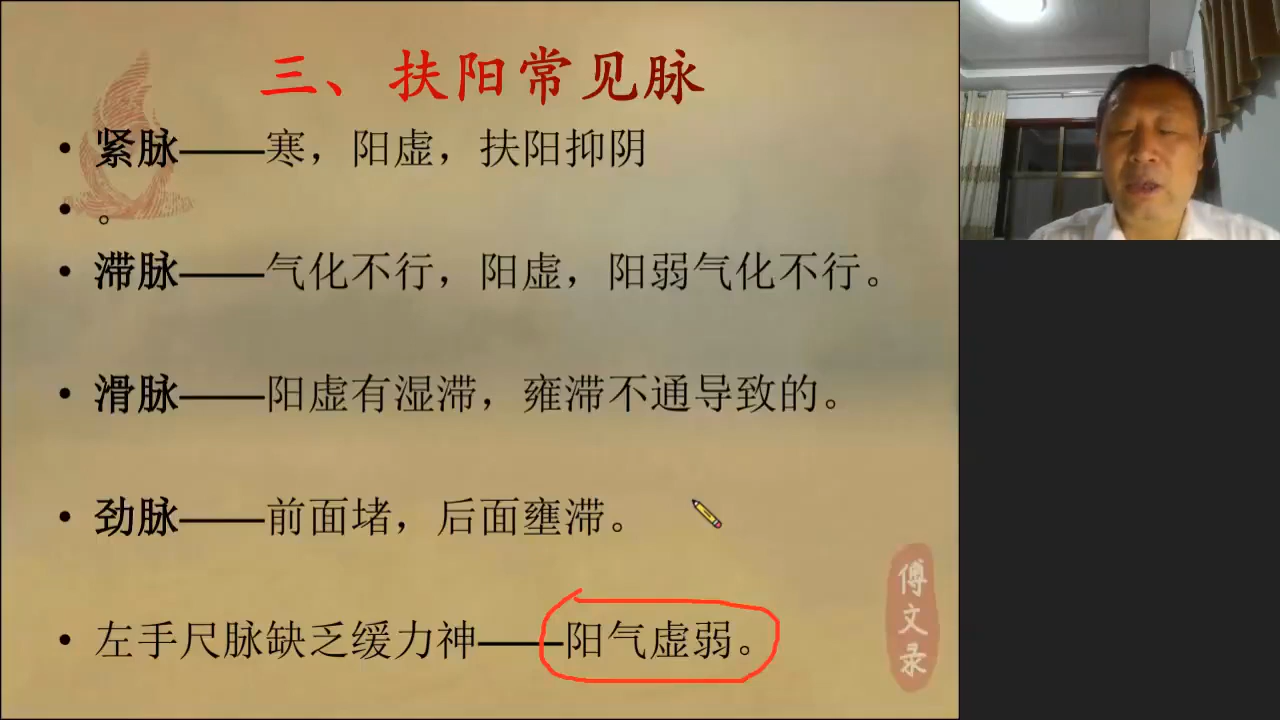 三、扶阳常见脉
• 紧脉——寒，阳虚，扶阳抑阴
• 。
• 滞脉——气化不行，阳虚，阳弱气化不行。
• 滑脉——阳虚有湿滞，雍滞不通导致的。
• 劲脉——前面堵，后面壅滞。
• 左手尺脉缺乏缓力神——阳气虚弱。
傅文录